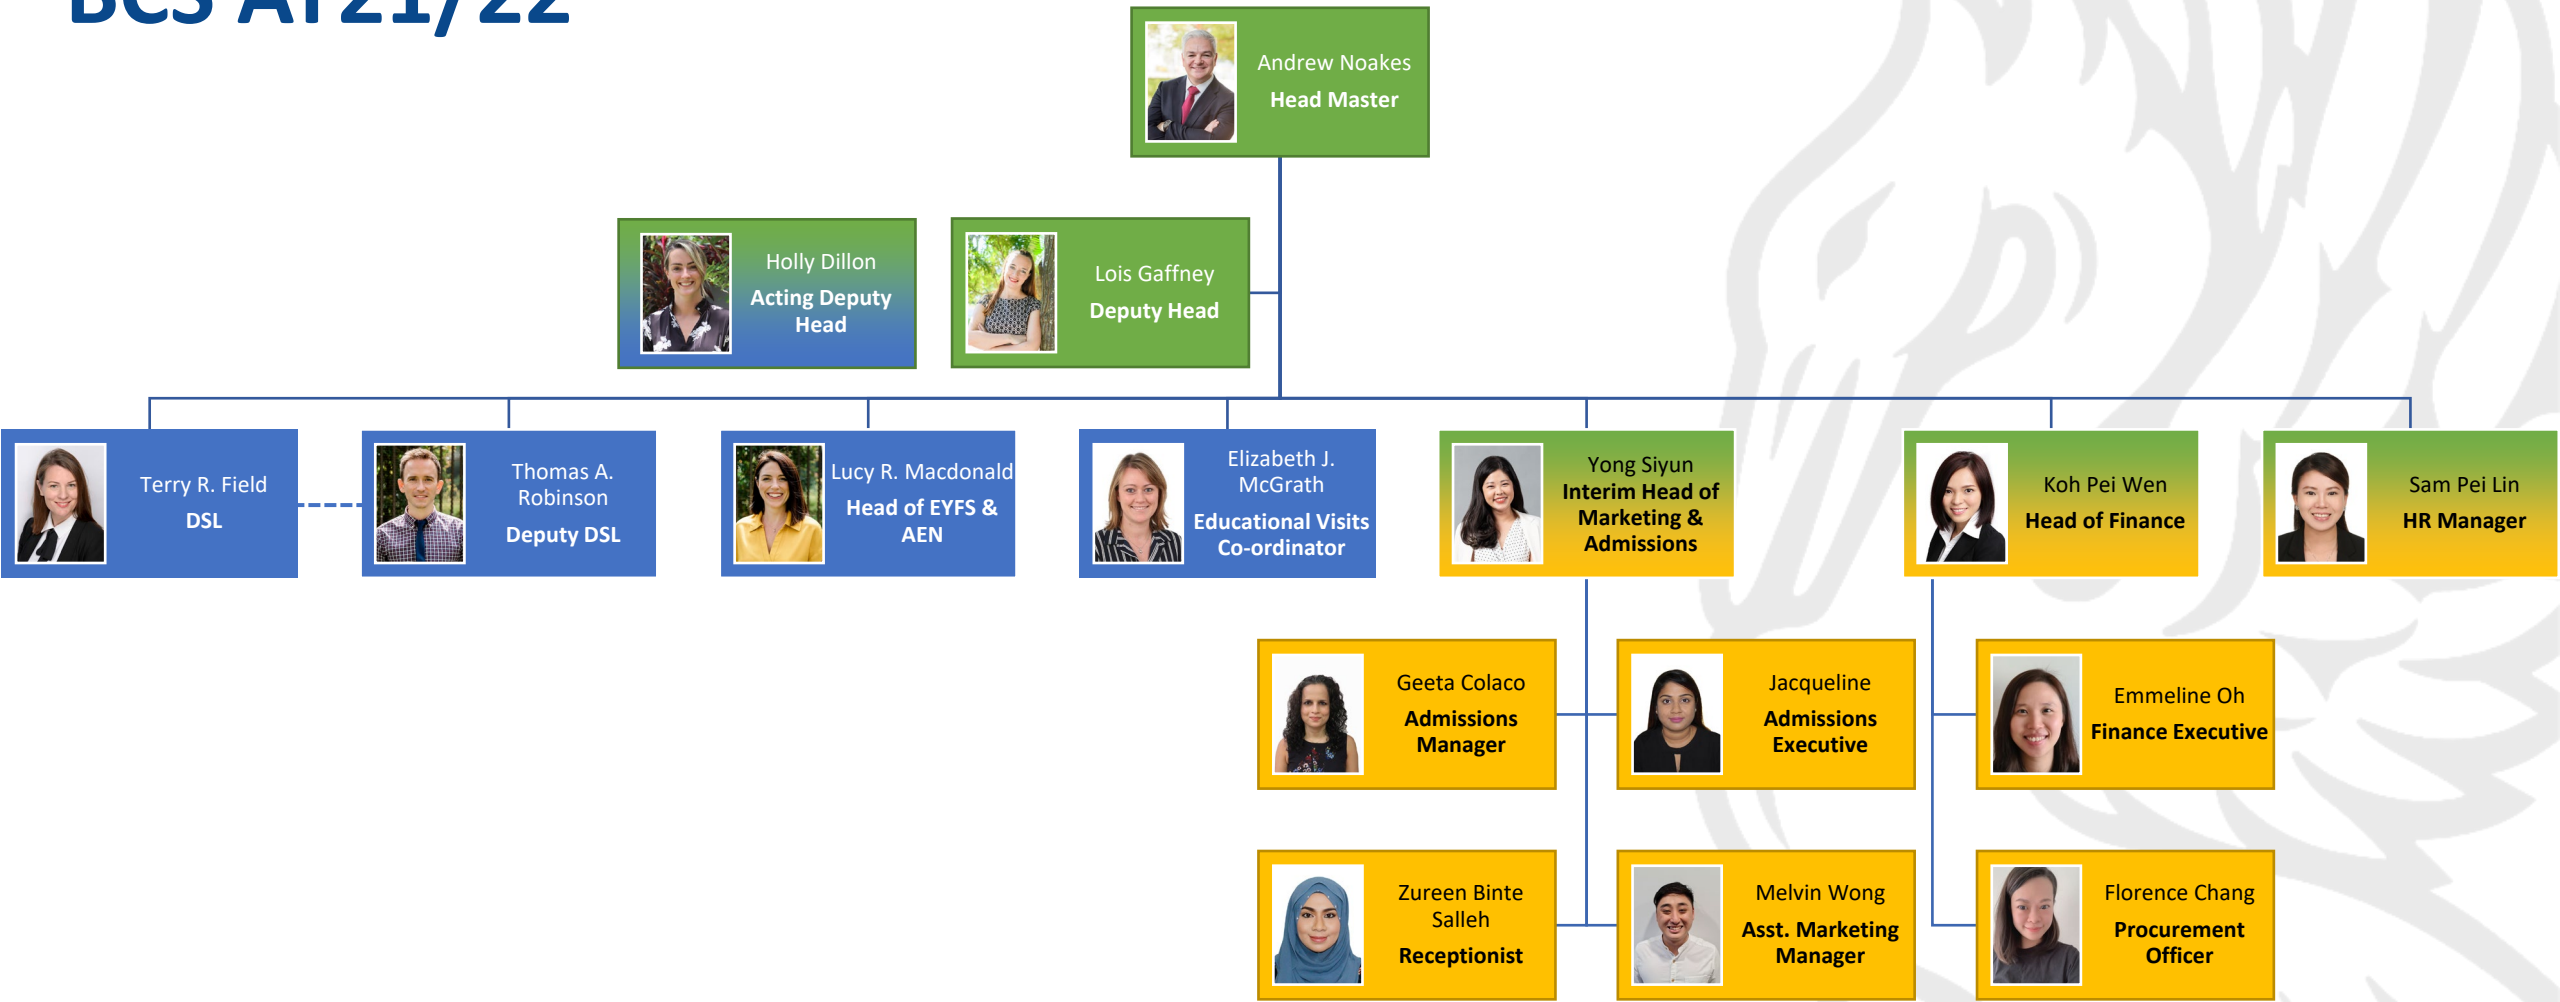 BCS AY21/22
Andrew Noakes
Head Master
Holly Dillon
Acting Deputy
Head
Lois Gaffney
Deputy Head
Terry R. Field
DSL
Thomas A.
Robinson
Deputy DSL
Lucy R. Macdonald
Head of EYFS &
AEN
Elizabeth J.
McGrath
Educational Visits
Co-ordinator
Yong Siyun
Interim Head of
Marketing &
Admissions
Koh Pei Wen
Head of Finance
Sam Pei Lin
HR Manager
Geeta Colaco
Admissions
Manager
Jacqueline
Admissions
Executive
Emmeline Oh
Finance Executive
Zureen Binte
Salleh
Receptionist
Melvin Wong
Asst. Marketing
Manager
Florence Chang
Procurement
Officer